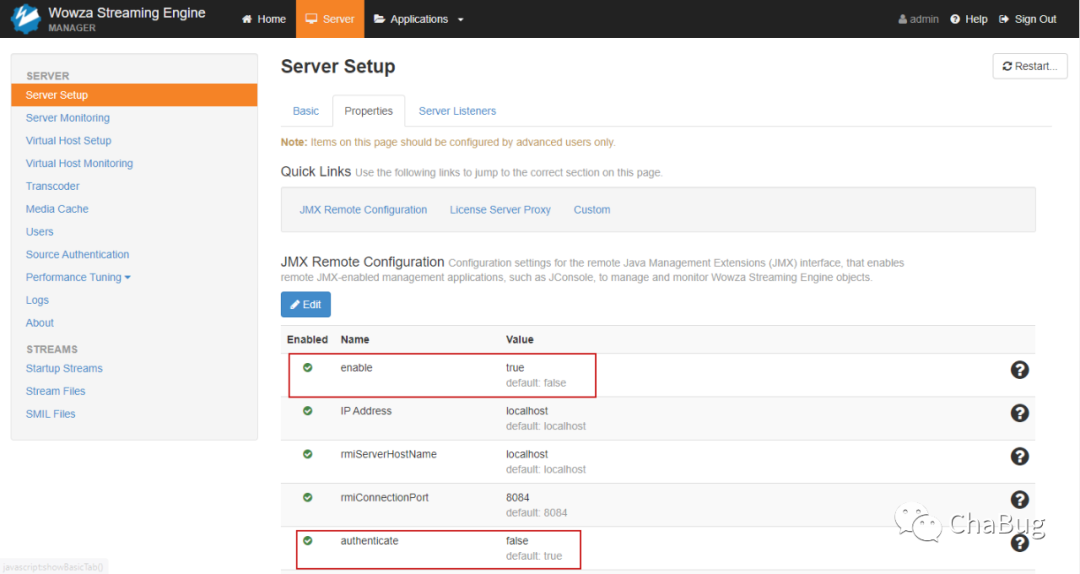 Wowza Streaming Engine
MANAGER
Home
Server
Applications
admin
Help
Sign Out
SERVER
Server Setup
Server Monitoring
Virtual Host Setup
Virtual Host Monitoring
Transcoder
Media Cache
Users
Source Authentication
Performance Tuning
Logs
About
STREAMS
Startup Streams
Stream Files
SMIL Files
Server Setup
Restart...
Basic
Properties
Server Listeners
Note: Items on this page should be configured by advanced users only.
Quick Links Use the following links to jump to the correct section on this page.
JMX Remote Configuration
License Server Proxy
Custom
JMX Remote Configuration Configuration settings for the remote Java Management Extensions (JMX) interface, that enables
remote JMX-enabled management applications, such as JConsole, to manage and monitor Wowza Streaming Engine objects.
Edit
Enabled Name Value
enable true
default: false
IP Address localhost
default: localhost
rmiServerHostName localhost
default: localhost
rmiConnectionPort 8084
default: 8084
authenticate false
default: true
ChaBug
javascript:showBasicTab()